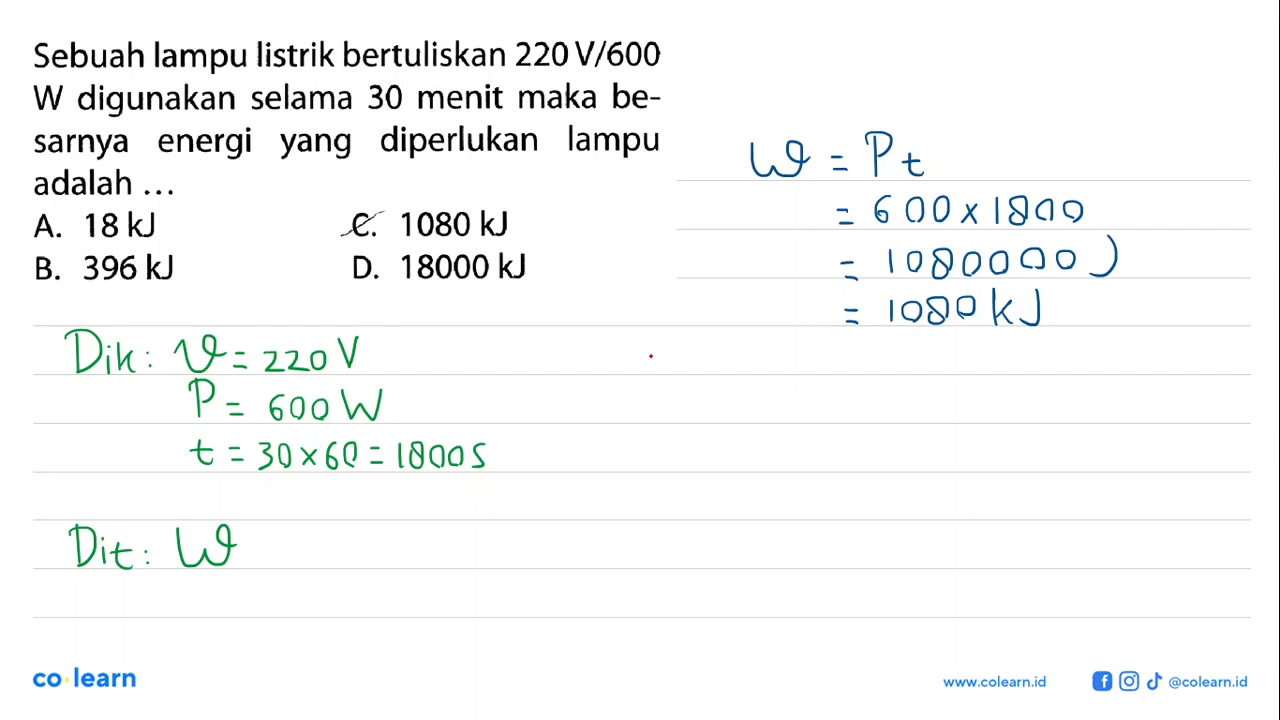 Sebuah lampu listrik bertuliskan 220 V/600
W digunakan selama 30 menit maka be-
sarnya energi yang diperlukan lampu
adalah ...
A. 18 kJ C. 1080 kJ
B. 396 kJ D. 18000 kJ
W = P t
= 600 x 1800
= 1080000 J
= 1080 kJ
Dik: V = 220 V
P = 600 W
t = 30 x 60 = 1800 s
Dit: W
co learn
www.colearn.id @colearn.id